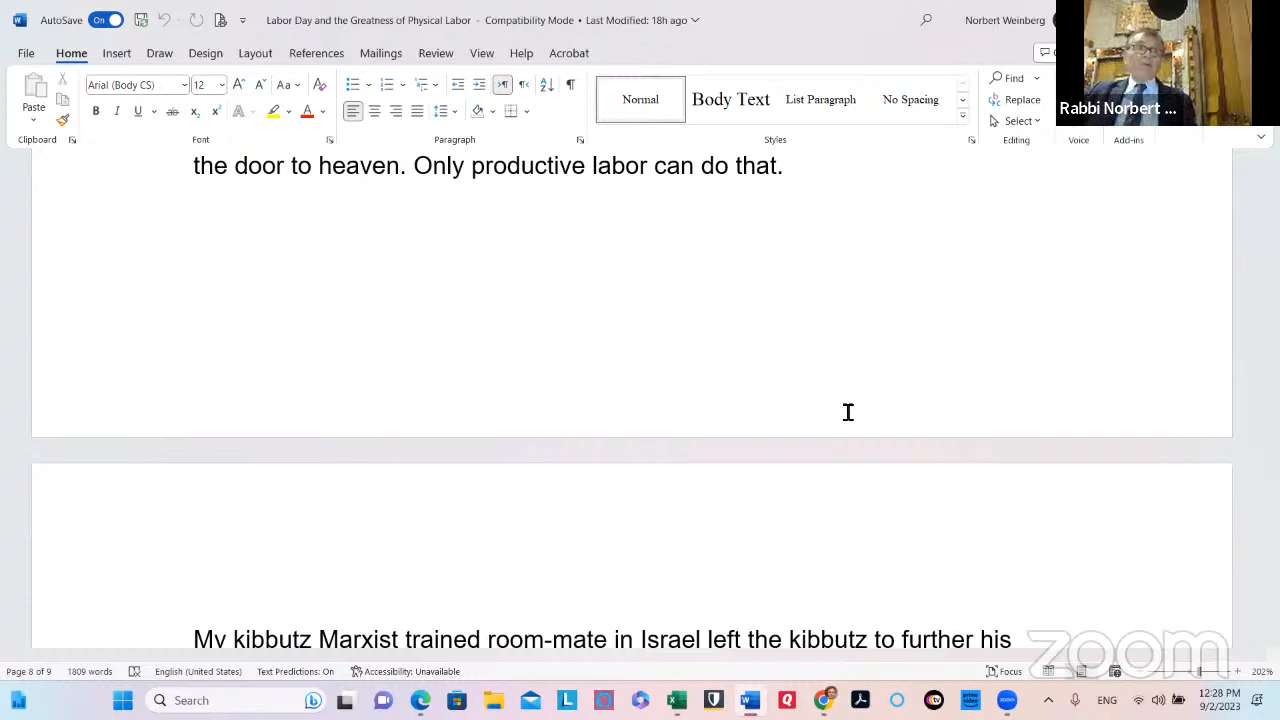 AutoSave On Labor Day and the Greatness of Physical Labor - Compatibility Mode • Last Modified: 18h ago Norbert Weinberg
File Home Insert Draw Design Layout References Mailings Review View Help Acrobat
Paste Arial (Body CS) 12 Aa Normal Body Text List Paragraph No Spacing Find
Replace
Select
Clipboard Font Paragraph Styles Editing Voice Add-ins
Rabbi Norbert ...
the door to heaven. Only productive labor can do that.
My kibbutz Marxist trained room-mate in Israel left the kibbutz to further his
zoom
Page 8 of 9 1809 words English (United States) Text Predictions: On Accessibility: Unavailable Focus 202%
Search ENG 12:28 PM
9/2/2023